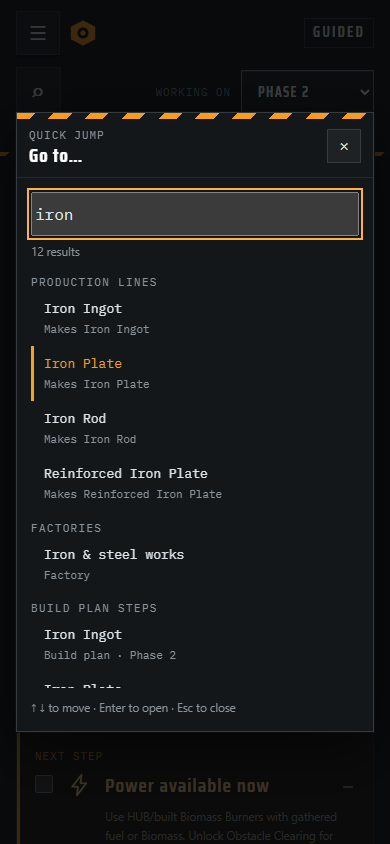 GUIDED
WORKING ON
PHASE 2
QUICK JUMP
Go to…
×
iron
12 results
PRODUCTION LINES
Iron Ingot
Makes Iron Ingot
Iron Plate
Makes Iron Plate
Iron Rod
Makes Iron Rod
Reinforced Iron Plate
Makes Reinforced Iron Plate
FACTORIES
Iron & steel works
Factory
BUILD PLAN STEPS
Iron Ingot
Build plan · Phase 2
Iron Plate
↑↓ to move · Enter to open · Esc to close
NEXT STEP
Power available now
Use HUB/built Biomass Burners with gathered
fuel or Biomass. Unlock Obstacle Clearing for